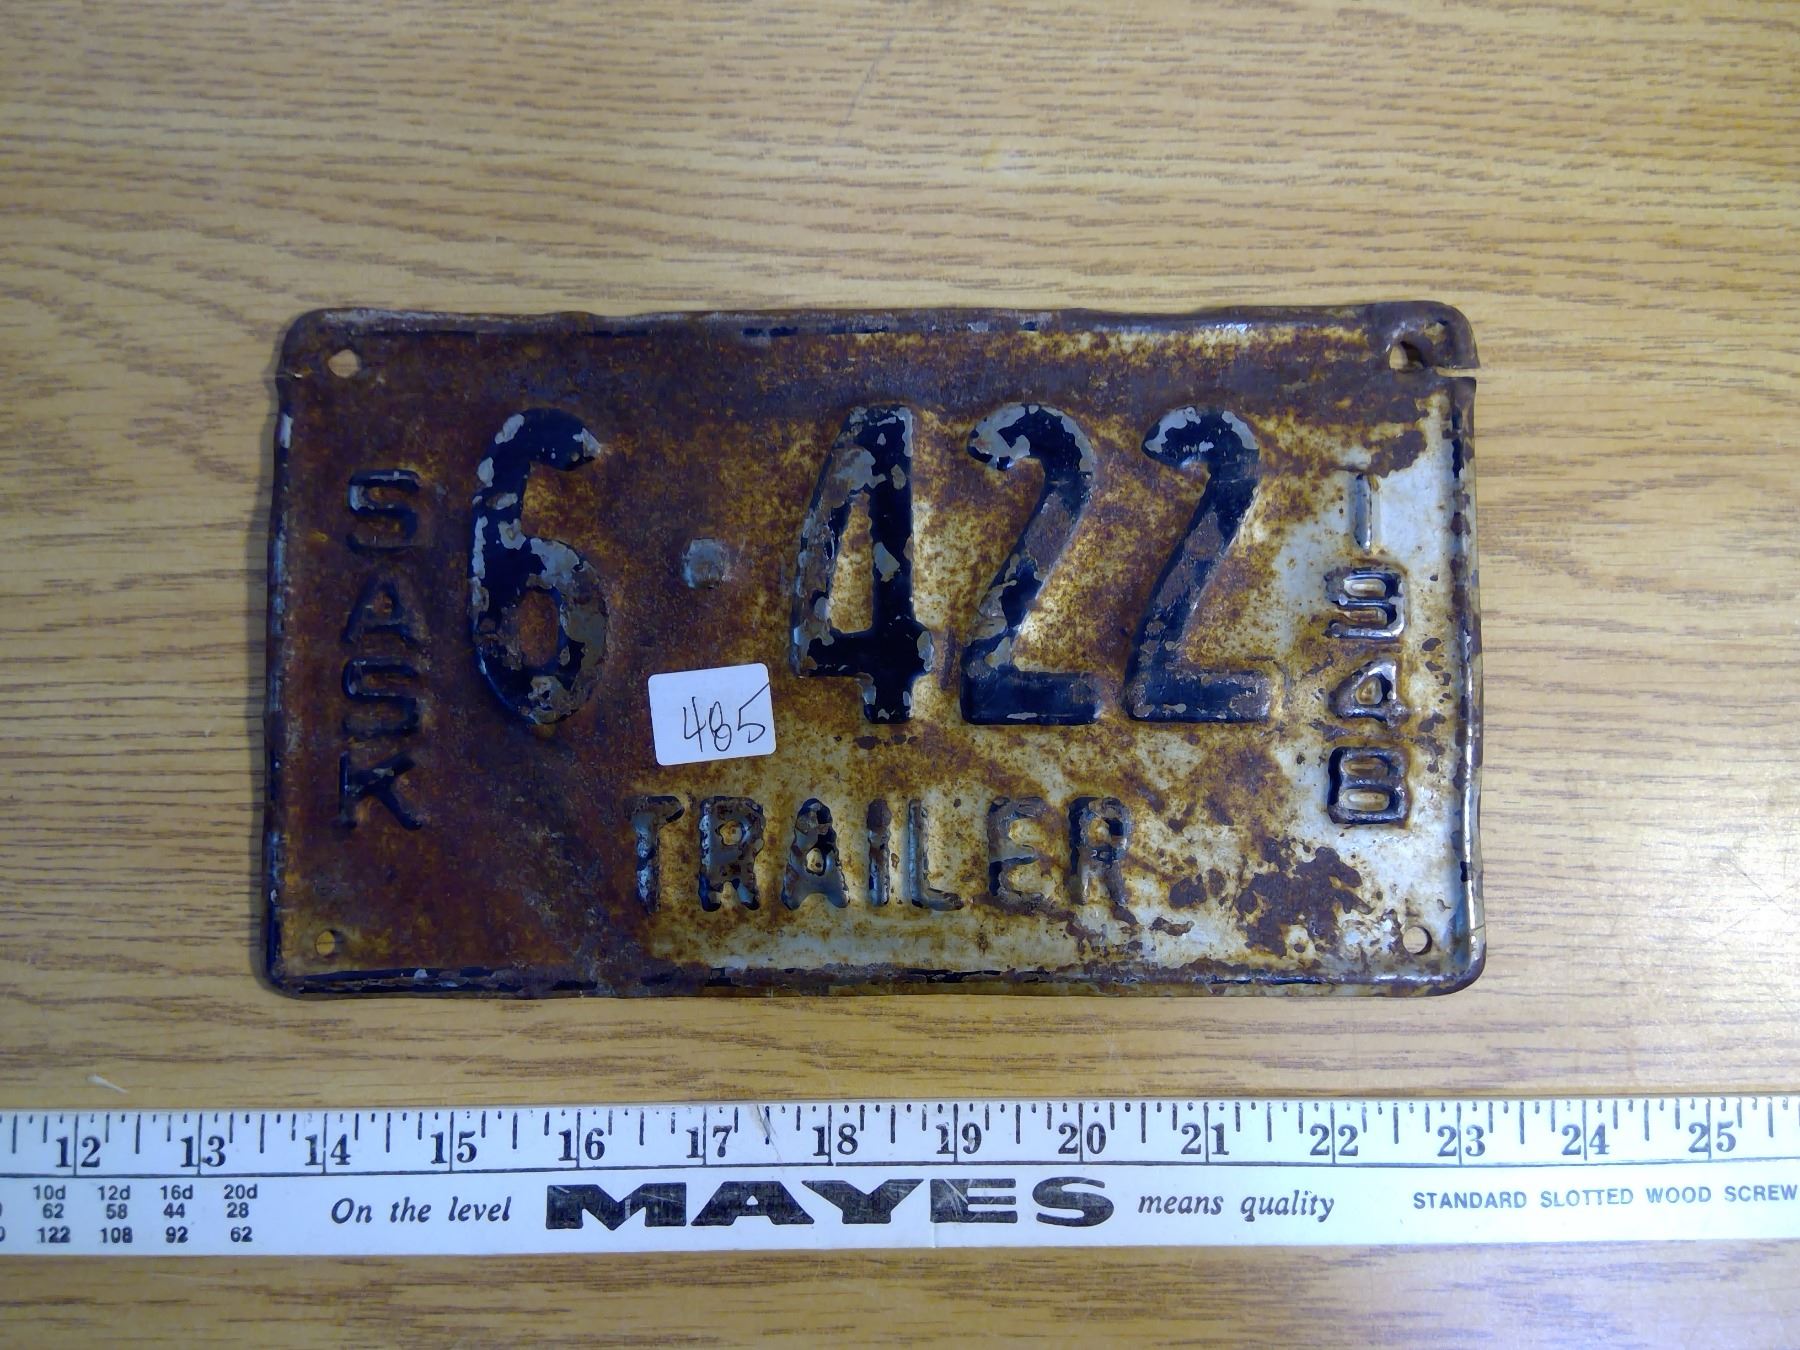 SASK
6·422
1948
485
TRAILER
12 13 14 15 16 17 18 19 20 21 22 23 24 25
10d 12d 16d 20d
62 58 44 28
122 108 92 62
On the level MAYES means quality
STANDARD SLOTTED WOOD SCREW